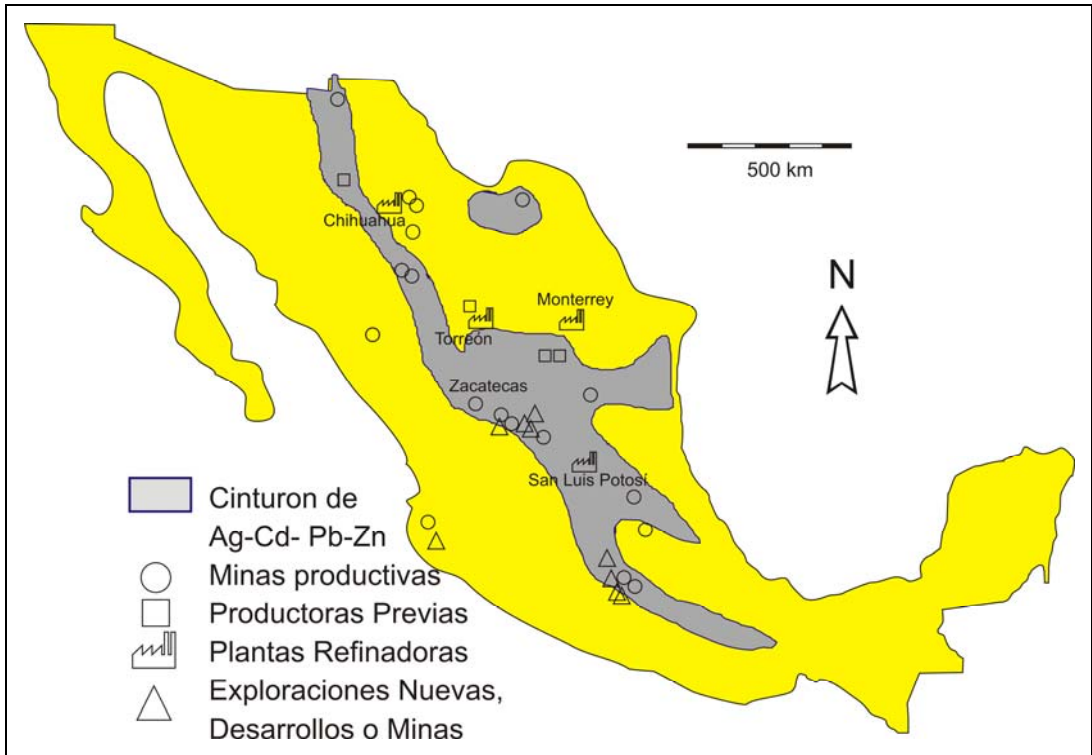 500 km
Chihuahua
N
Monterrey
Torreón
Zacatecas
San Luis Potosí
Cinturon de
Ag-Cd- Pb-Zn
Minas productivas
Productoras Previas
Plantas Refinadoras
Exploraciones Nuevas,
Desarrollos o Minas